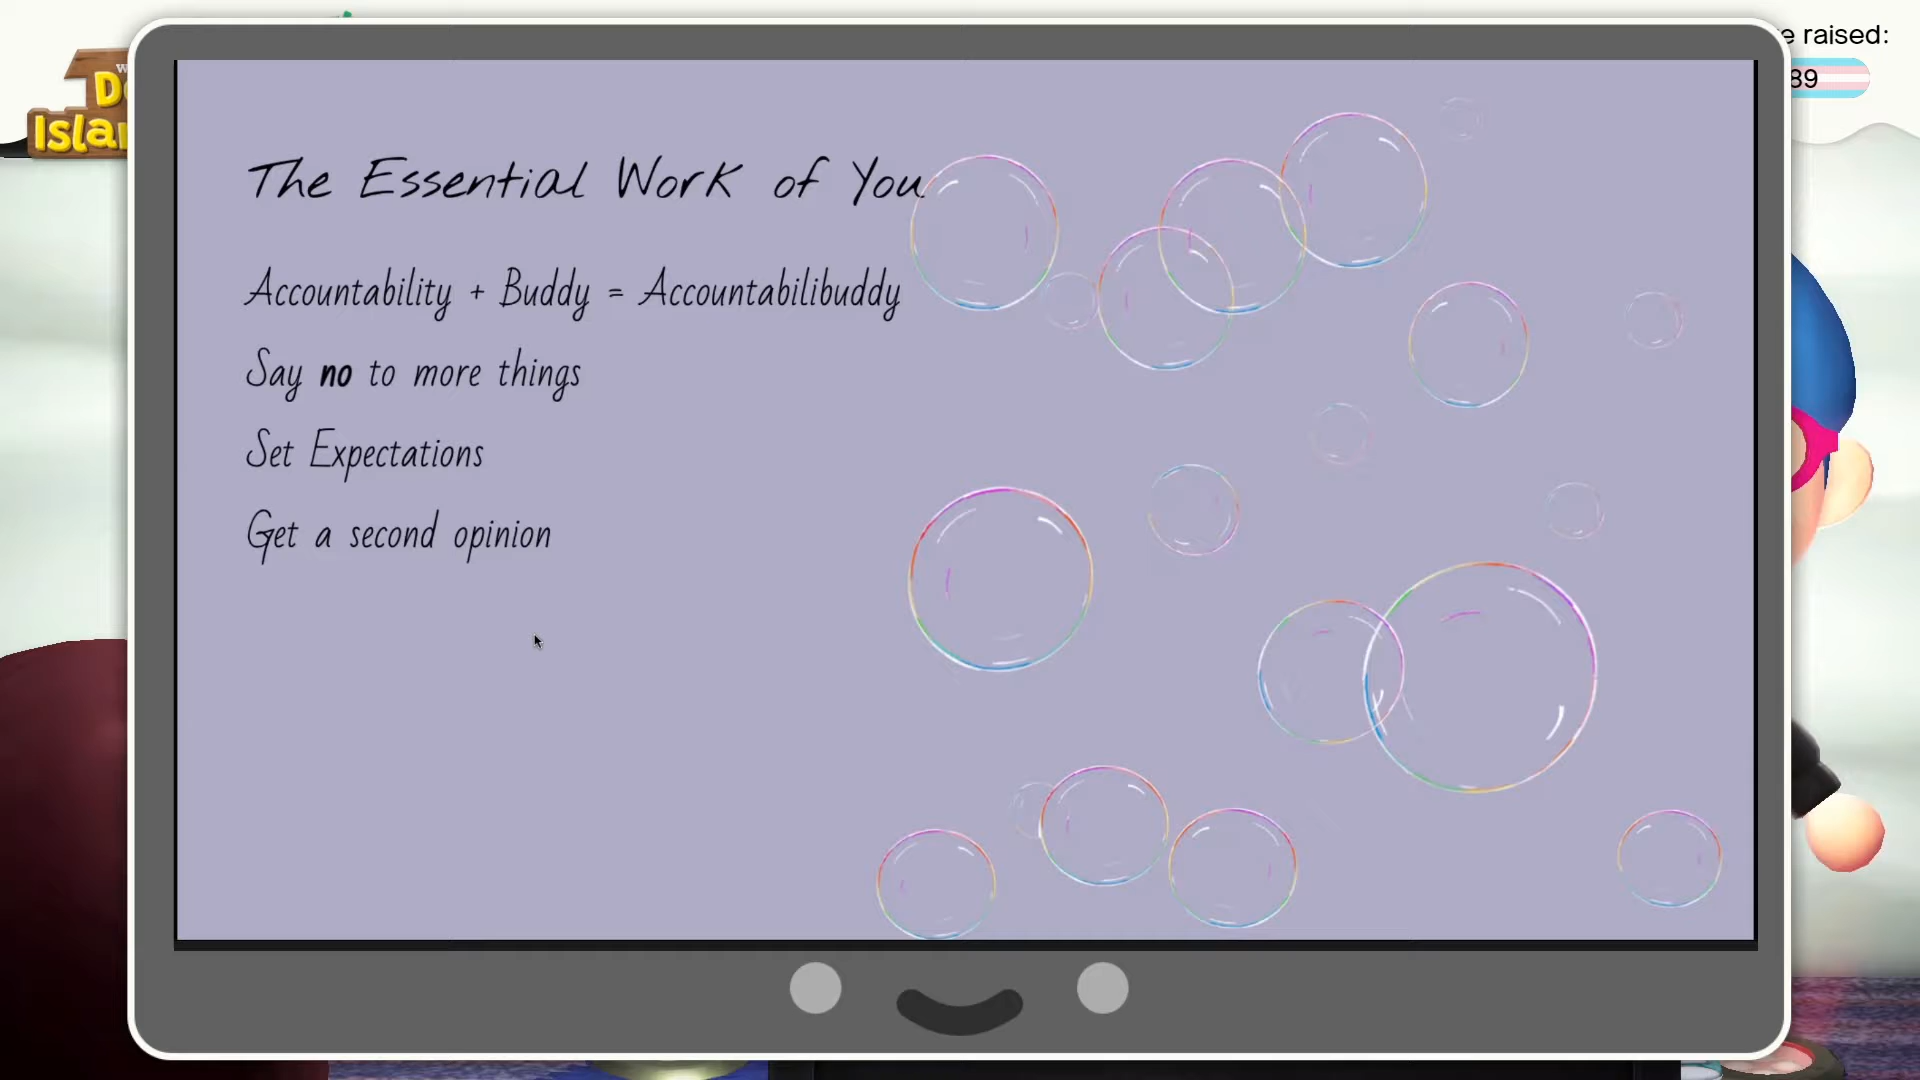 The Essential Work of You
Accountability + Buddy = Accountabilibuddy
Say no to more things
Set Expectations
Get a second opinion
raised:
89